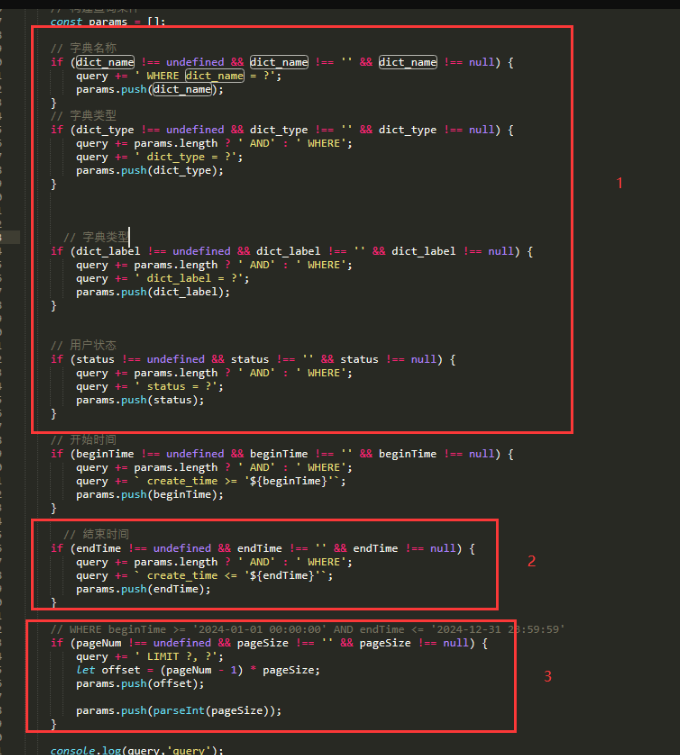 const params = [];
// 字典名称
if (dict_name !== undefined && dict_name !== '' && dict_name !== null) {
query += ' WHERE dict_name = ?';
params.push(dict_name);
}
// 字典类型
if (dict_type !== undefined && dict_type !== '' && dict_type !== null) {
query += params.length ? ' AND' : ' WHERE';
query += ' dict_type = ?';
params.push(dict_type);
}
1
// 字典类型
if (dict_label !== undefined && dict_label !== '' && dict_label !== null) {
query += params.length ? ' AND' : ' WHERE';
query += ' dict_label = ?';
params.push(dict_label);
}
// 用户状态
if (status !== undefined && status !== '' && status !== null) {
query += params.length ? ' AND' : ' WHERE';
query += ' status = ?';
params.push(status);
}
// 开始时间
if (beginTime !== undefined && beginTime !== '' && beginTime !== null) {
query += params.length ? ' AND' : ' WHERE';
query += ` create_time >= '${beginTime}'`;
params.push(beginTime);
}
// 结束时间
if (endTime !== undefined && endTime !== '' && endTime !== null) {
query += params.length ? ' AND' : ' WHERE';
query += ` create_time <= '${endTime}'`;
params.push(endTime);
}
2
// WHERE beginTime >= '2024-01-01 00:00:00' AND endTime <= '2024-12-31 23:59:59'
if (pageNum !== undefined && pageSize !== '' && pageSize !== null) {
query += ' LIMIT ?, ?';
let offset = (pageNum - 1) * pageSize;
params.push(offset);
3
params.push(parseInt(pageSize));
}
console.log(query,'query');